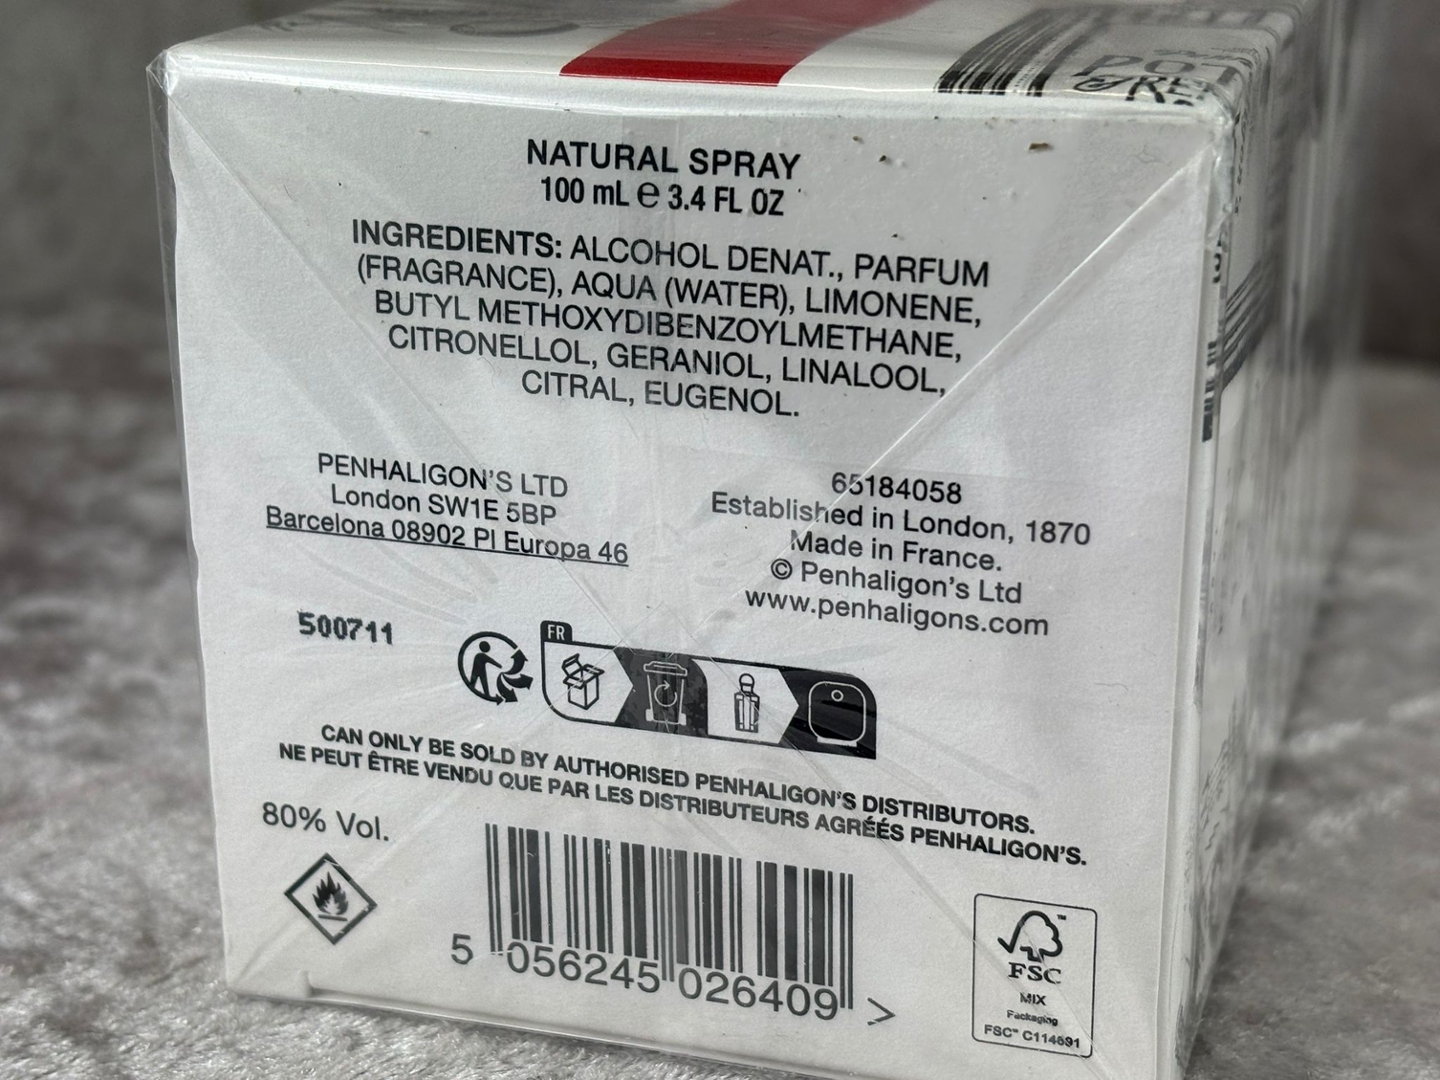 NATURAL SPRAY
100 mL ℮ 3.4 FL OZ
INGREDIENTS: ALCOHOL DENAT., PARFUM
(FRAGRANCE), AQUA (WATER), LIMONENE,
BUTYL METHOXYDIBENZOYLMETHANE,
CITRONELLOL, GERANIOL, LINALOOL,
CITRAL, EUGENOL.
PENHALIGON'S LTD
London SW1E 5BP
Barcelona 08902 Pl Europa 46
65184058
Established in London, 1870
Made in France.
© Penhaligon's Ltd
www.penhaligons.com
500711
FR
CAN ONLY BE SOLD BY AUTHORISED PENHALIGON'S DISTRIBUTORS.
NE PEUT ÊTRE VENDU QUE PAR LES DISTRIBUTEURS AGRÉÉS PENHALIGON'S.
80% Vol.
5 056245 026409 >
FSC
MIX
Packaging
FSC™ C114691